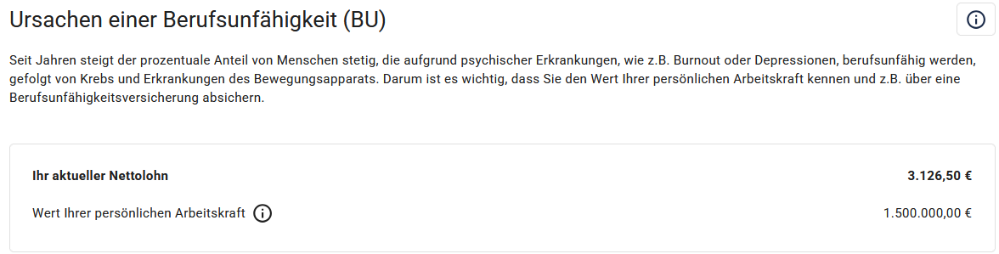 Ursachen einer Berufsunfähigkeit (BU)
Seit Jahren steigt der prozentuale Anteil von Menschen stetig, die aufgrund psychischer Erkrankungen, wie z.B. Burnout oder Depressionen, berufsunfähig werden,
gefolgt von Krebs und Erkrankungen des Bewegungsapparats. Darum ist es wichtig, dass Sie den Wert Ihrer persönlichen Arbeitskraft kennen und z.B. über eine
Berufsunfähigkeitsversicherung absichern.
Ihr aktueller Nettolohn 3.126,50 €
Wert Ihrer persönlichen Arbeitskraft 1.500.000,00 €